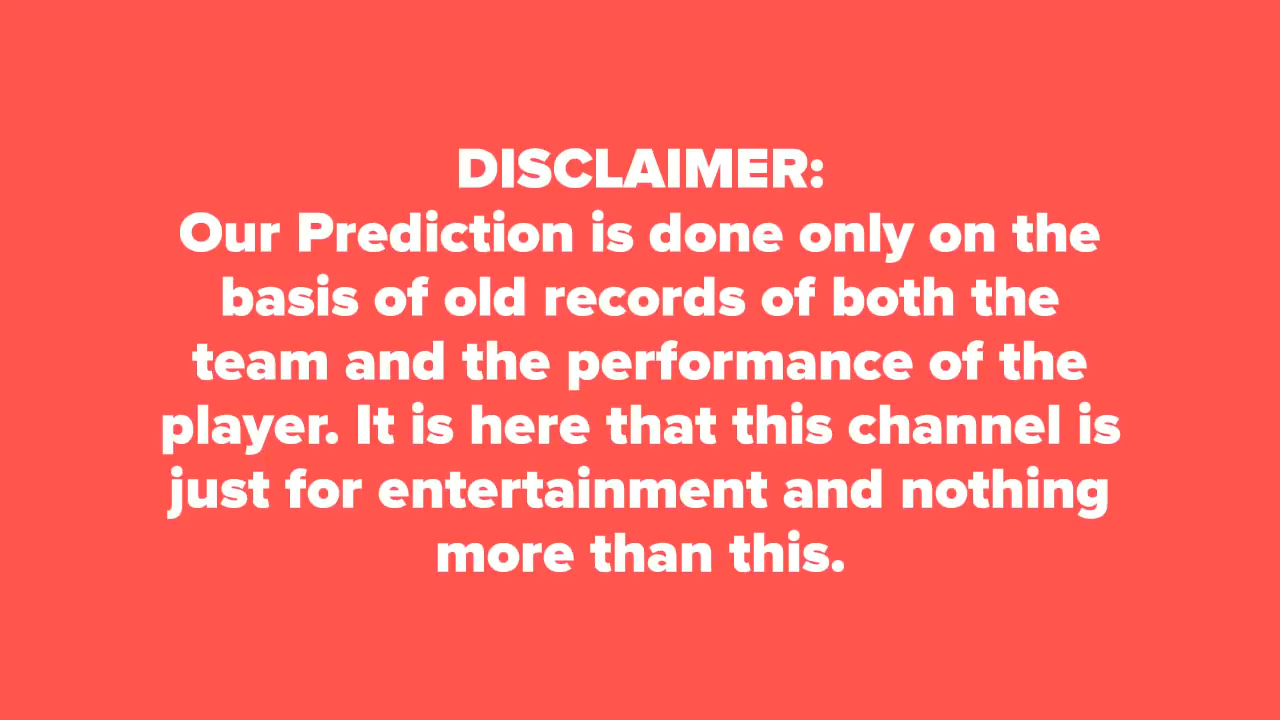 DISCLAIMER:
Our Prediction is done only on the
basis of old records of both the
team and the performance of the
player. It is here that this channel is
just for entertainment and nothing
more than this.